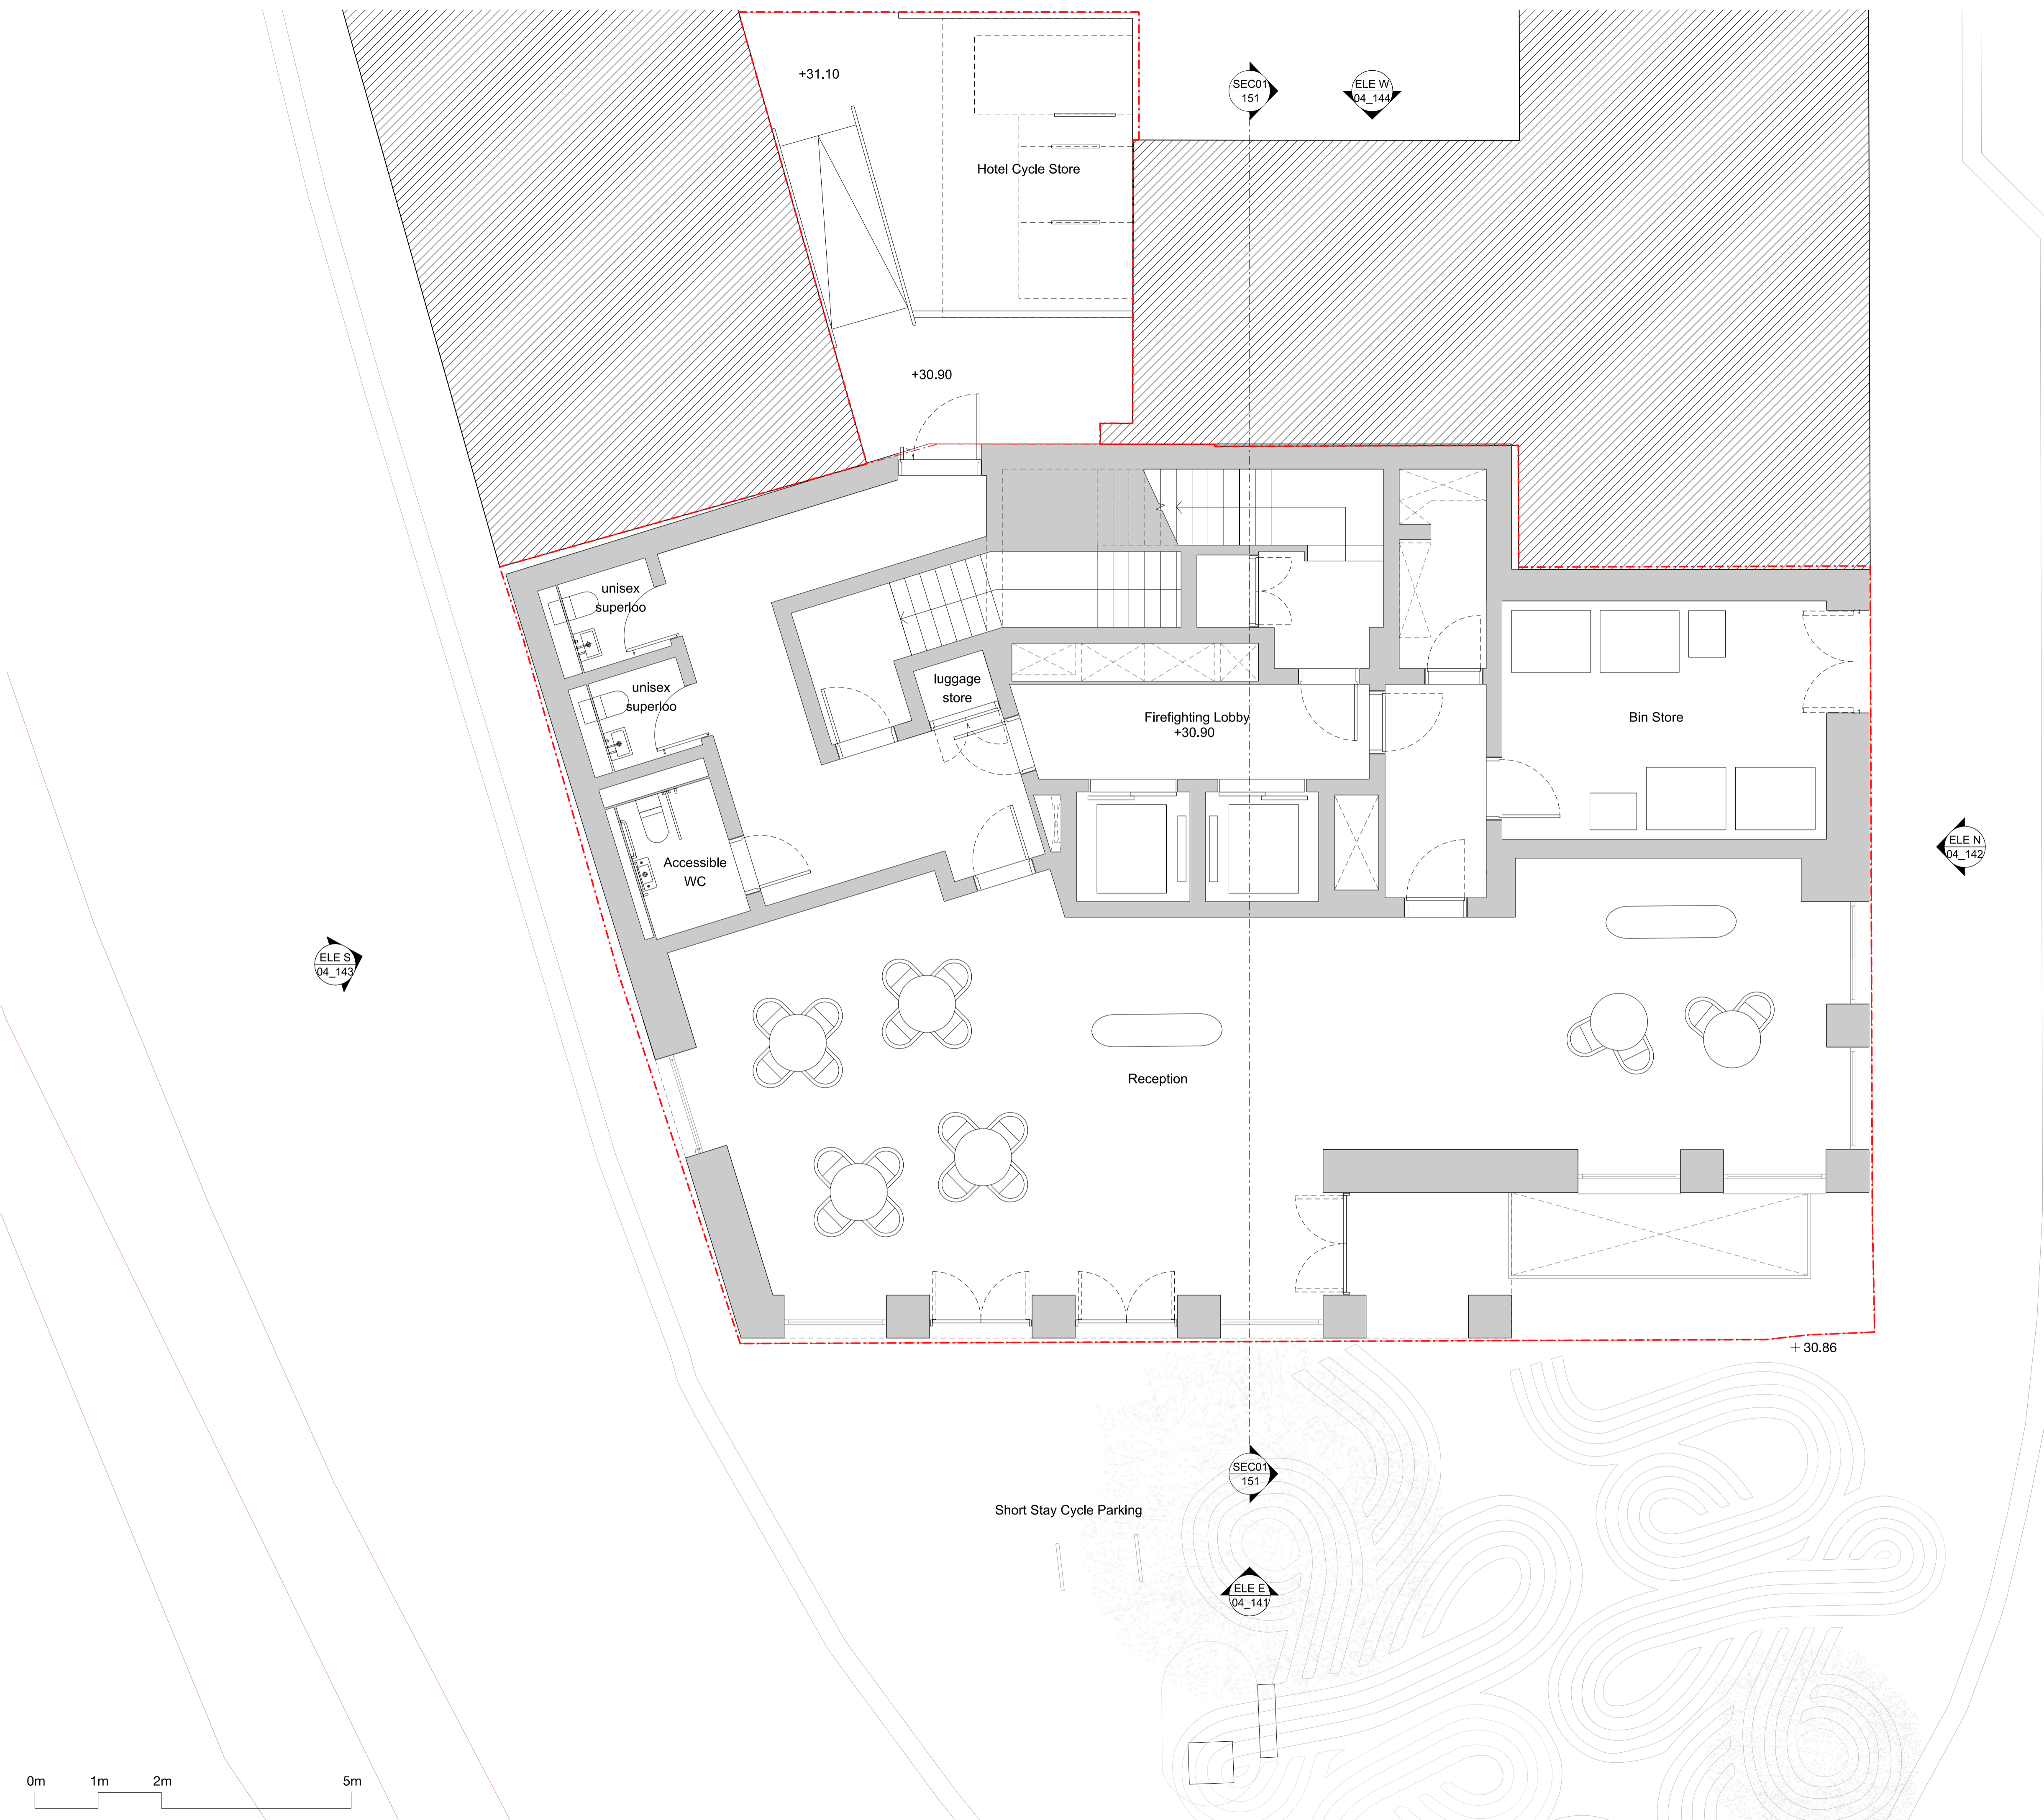 +31.10
SEC01
151
ELE W
04_144
Hotel Cycle Store
+30.90
unisex
superloo
unisex
superloo
luggage
store
Firefighting Lobby
+30.90
Bin Store
Accessible
WC
ELE N
04_142
ELE S
04_143
Reception
+ 30.86
SEC01
151
Short Stay Cycle Parking
ELE E
04_141
0m 1m 2m 5m